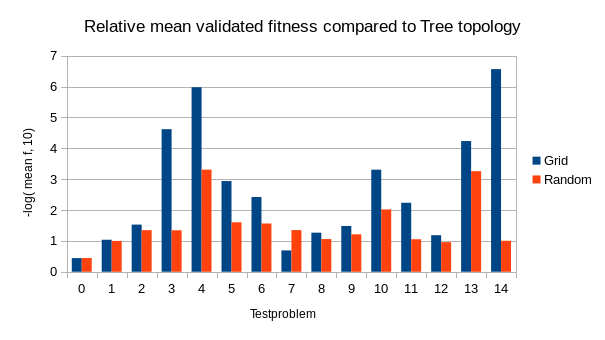 Relative mean validated fitness compared to Tree topology
-log( mean f, 10)
7
6
5
4
3
2
1
0
0 1 2 3 4 5 6 7 8 9 10 11 12 13 14
Testproblem
Grid
Random